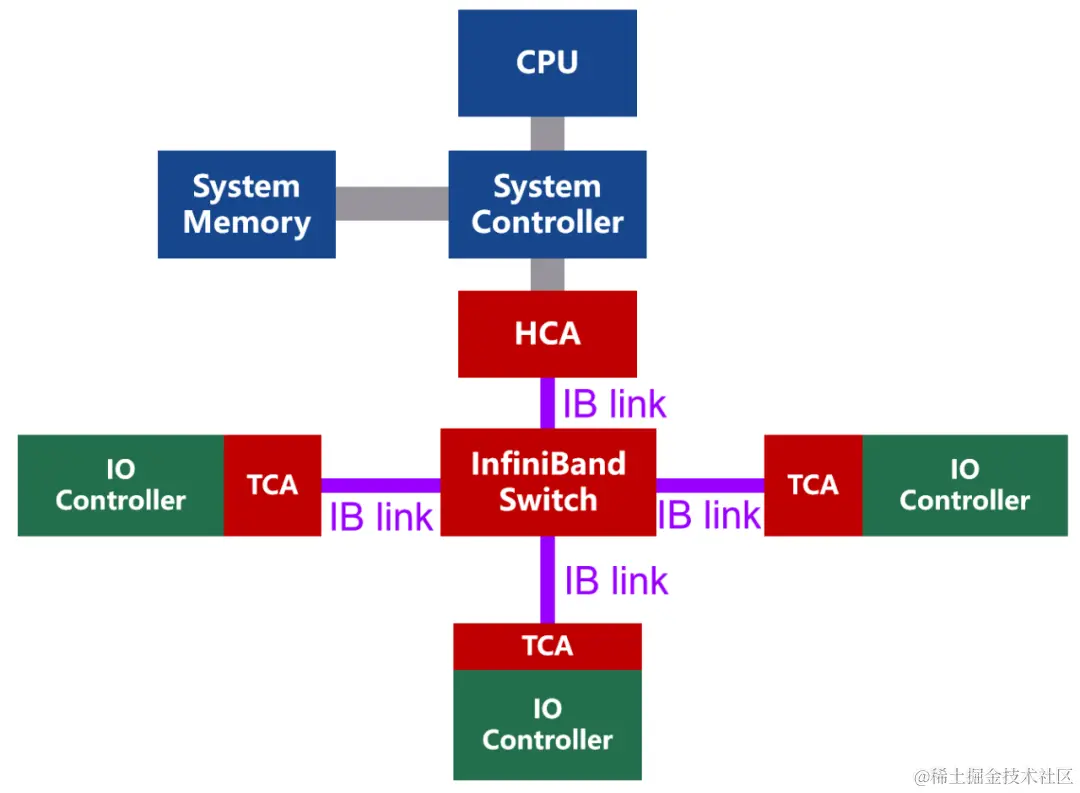 CPU
System
Memory
System
Controller
HCA
IB link
IO
Controller
TCA
IB link
InfiniBand
Switch
IB link
TCA
IO
Controller
IB link
TCA
IO
Controller
@稀土掘金技术社区